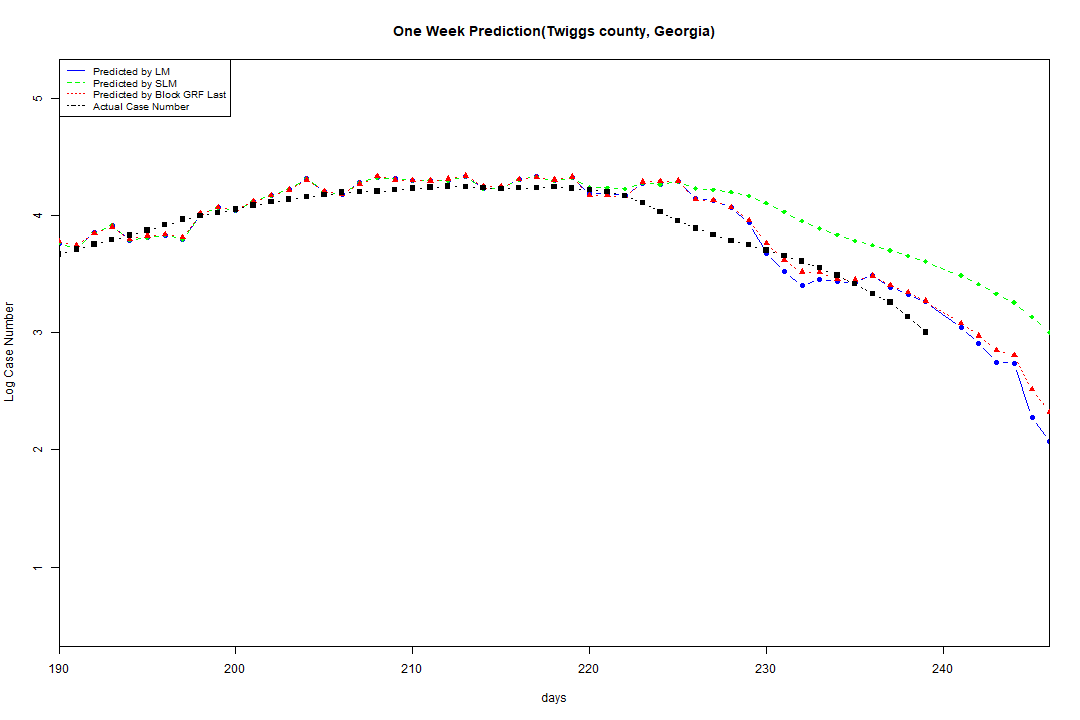 One Week Prediction(Twiggs county, Georgia)
Predicted by LM
Predicted by SLM
Predicted by Block GRF Last
Actual Case Number
5
4
3
2
1
Log Case Number
190 200 210 220 230 240
days